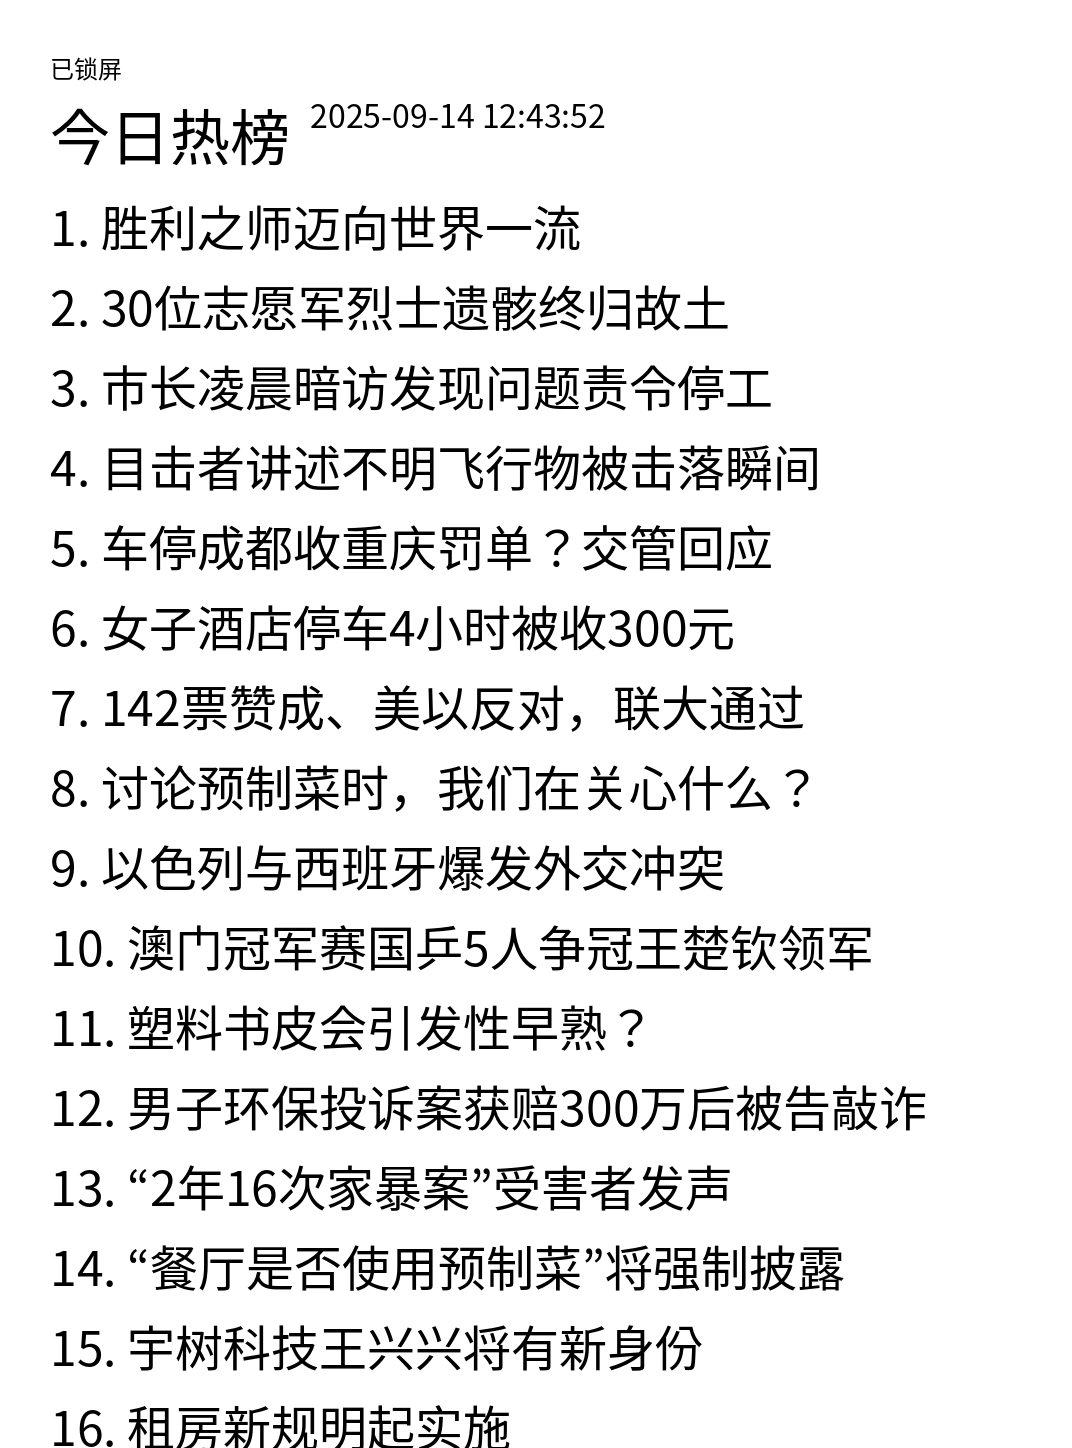 已锁屏
今日热榜 2025-09-14 12:43:52
1. 胜利之师迈向世界一流
2. 30位志愿军烈士遗骸终归故土
3. 市长凌晨暗访发现问题责令停工
4. 目击者讲述不明飞行物被击落瞬间
5. 车停成都收重庆罚单？交管回应
6. 女子酒店停车4小时被收300元
7. 142票赞成、美以反对，联大通过
8. 讨论预制菜时，我们在关心什么？
9. 以色列与西班牙爆发外交冲突
10. 澳门冠军赛国乒5人争冠王楚钦领军
11. 塑料书皮会引发性早熟？
12. 男子环保投诉案获赔300万后被告敲诈
13. “2年16次家暴案”受害者发声
14. “餐厅是否使用预制菜”将强制披露
15. 宇树科技王兴兴将有新身份
16. 租房新规明起实施